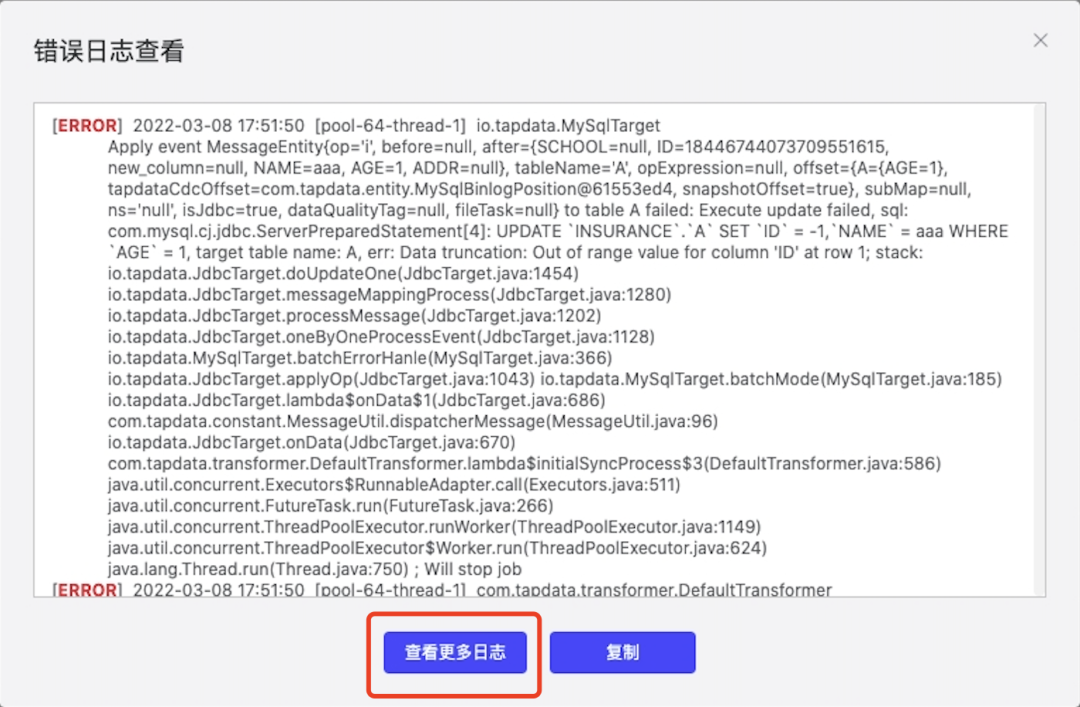 错误日志查看
[ERROR] 2022-03-08 17:51:50 [pool-64-thread-1] io.tapdata.MySqlTarget
Apply event MessageEntity{op='i', before=null, after={SCHOOL=null, ID=18446744073709551615,
new_column=null, NAME=aaa, AGE=1, ADDR=null}, tableName='A', opExpression=null, offset={A={AGE=1},
tapdataCdcOffset=com.tapdata.entity.MySqlBinlogPosition@61553ed4, snapshotOffset=true}, subMap=null,
ns='null', isJdbc=true, dataQualityTag=null, fileTask=null} to table A failed: Execute update failed, sql:
com.mysql.cj.jdbc.ServerPreparedStatement[4]: UPDATE `INSURANCE`.`A` SET `ID` = -1,`NAME` = aaa WHERE
`AGE` = 1, target table name: A, err: Data truncation: Out of range value for column 'ID' at row 1; stack:
io.tapdata.JdbcTarget.doUpdateOne(JdbcTarget.java:1454)
io.tapdata.JdbcTarget.messageMappingProcess(JdbcTarget.java:1280)
io.tapdata.JdbcTarget.processMessage(JdbcTarget.java:1202)
io.tapdata.JdbcTarget.oneByOneProcessEvent(JdbcTarget.java:1128)
io.tapdata.MySqlTarget.batchErrorHanle(MySqlTarget.java:366)
io.tapdata.JdbcTarget.applyOp(JdbcTarget.java:1043) io.tapdata.MySqlTarget.batchMode(MySqlTarget.java:185)
io.tapdata.JdbcTarget.lambda$onData$1(JdbcTarget.java:686)
com.tapdata.constant.MessageUtil.dispatcherMessage(MessageUtil.java:96)
io.tapdata.JdbcTarget.onData(JdbcTarget.java:670)
com.tapdata.transformer.DefaultTransformer.lambda$initialSyncProcess$3(DefaultTransformer.java:586)
java.util.concurrent.Executors$RunnableAdapter.call(Executors.java:511)
java.util.concurrent.FutureTask.run(FutureTask.java:266)
java.util.concurrent.ThreadPoolExecutor.runWorker(ThreadPoolExecutor.java:1149)
java.util.concurrent.ThreadPoolExecutor$Worker.run(ThreadPoolExecutor.java:624)
java.lang.Thread.run(Thread.java:750) ; Will stop job
[ERROR] 2022-03-08 17:51:50 [pool-64-thread-1] com.tapdata.transformer.DefaultTransformer
查看更多日志 复制